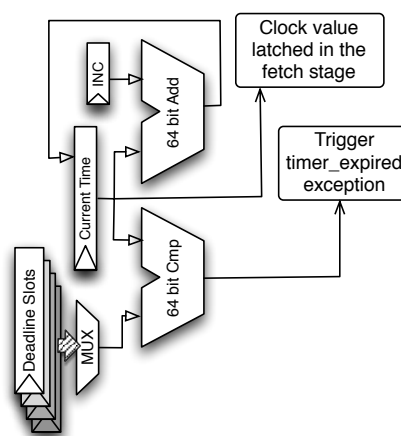 Clock value
latched in the
fetch stage
INC
64 bit Add
Trigger
timer_expired
exception
Current Time
64 bit Cmp
Deadline Slots
MUX